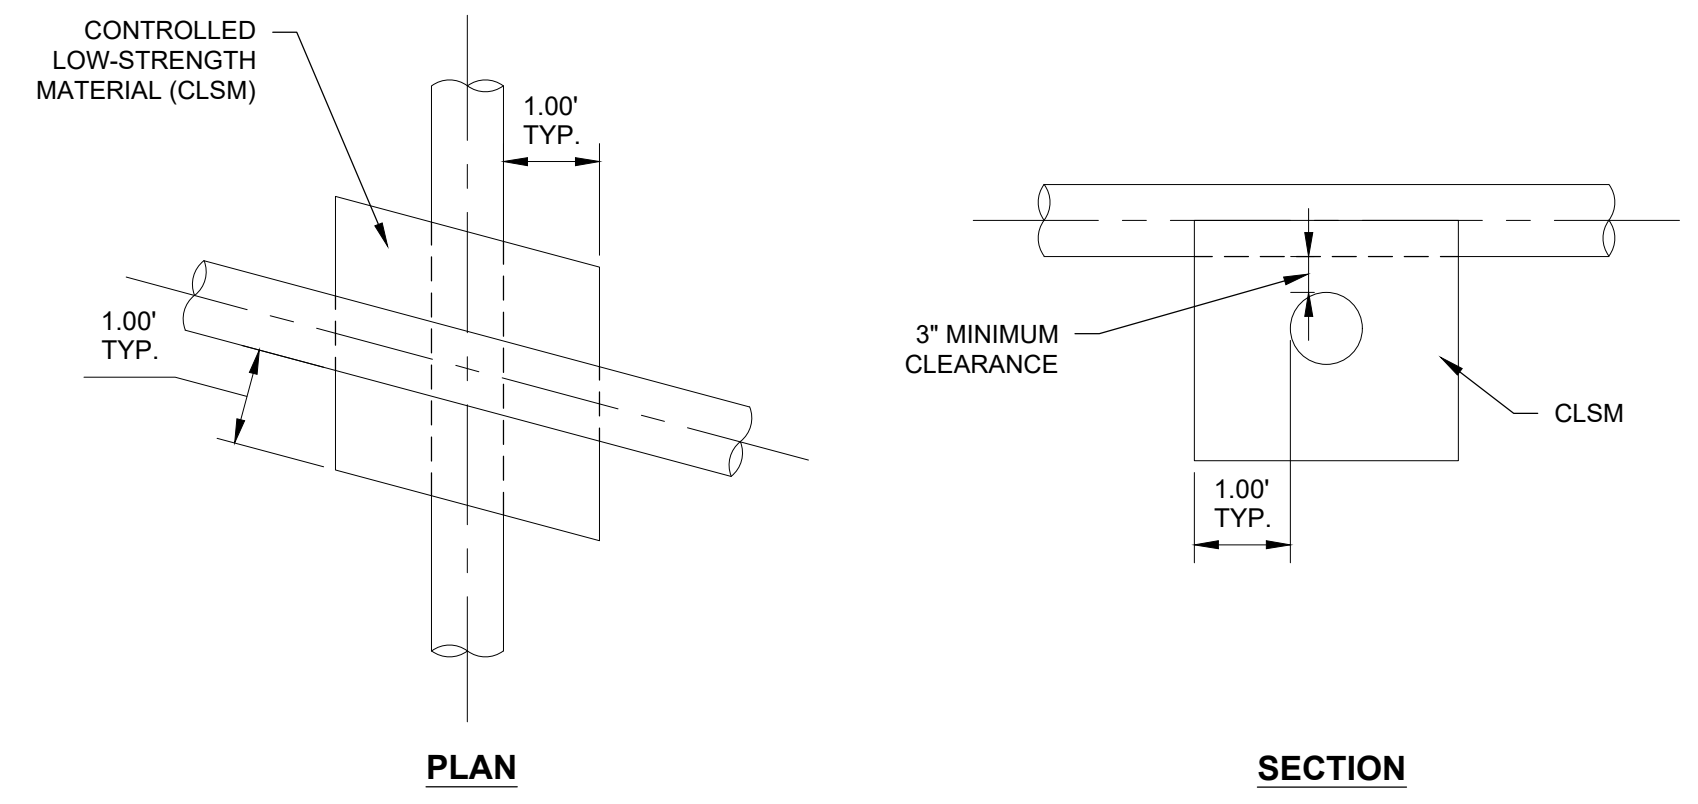 CONTROLLED
LOW-STRENGTH
MATERIAL (CLSM)
1.00'
TYP.
1.00'
TYP.
PLAN
3" MINIMUM
CLEARANCE
CLSM
1.00'
TYP.
SECTION